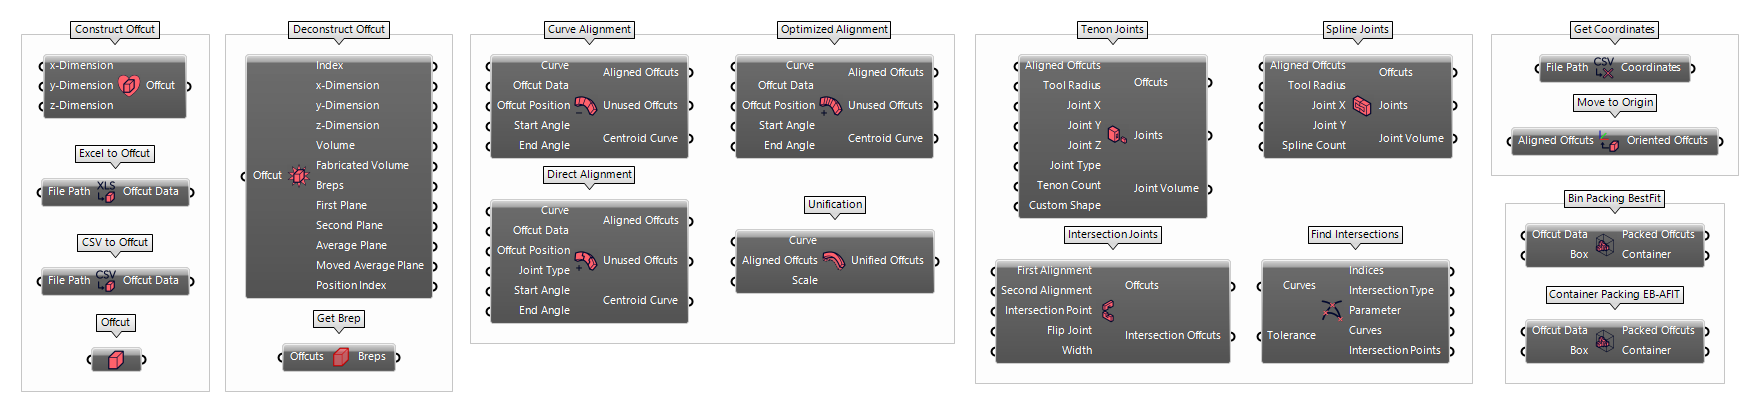 Construct Offcut
x-Dimension
y-Dimension
z-Dimension
Offcut
Excel to Offcut
File Path
XLS
Offcut Data
CSV to Offcut
File Path
CSV
Offcut Data
Offcut
Deconstruct Offcut
Offcut
Index
x-Dimension
y-Dimension
z-Dimension
Volume
Fabricated Volume
Breps
First Plane
Second Plane
Average Plane
Moved Average Plane
Position Index
Get Brep
Offcuts
Breps
Curve Alignment
Curve
Offcut Data
Offcut Position
Start Angle
End Angle
Aligned Offcuts
Unused Offcuts
Centroid Curve
Optimized Alignment
Curve
Offcut Data
Offcut Position
Start Angle
End Angle
Aligned Offcuts
Unused Offcuts
Centroid Curve
Direct Alignment
Curve
Offcut Data
Offcut Position
Joint Type
Start Angle
End Angle
Aligned Offcuts
Unused Offcuts
Centroid Curve
Unification
Curve
Aligned Offcuts
Scale
Unified Offcuts
Tenon Joints
Aligned Offcuts
Tool Radius
Joint X
Joint Y
Joint Z
Joint Type
Tenon Count
Custom Shape
Offcuts
Joints
Joint Volume
Spline Joints
Aligned Offcuts
Tool Radius
Joint X
Joint Y
Spline Count
Offcuts
Joints
Joint Volume
Intersection Joints
First Alignment
Second Alignment
Intersection Point
Flip Joint
Width
Offcuts
Intersection Offcuts
Find Intersections
Curves
Tolerance
Indices
Intersection Type
Parameter
Curves
Intersection Points
Get Coordinates
File Path
CSV
Coordinates
Move to Origin
Aligned Offcuts
Oriented Offcuts
Bin Packing BestFit
Offcut Data
Box
Packed Offcuts
Container
Container Packing EB-AFIT
Offcut Data
Box
Packed Offcuts
Container